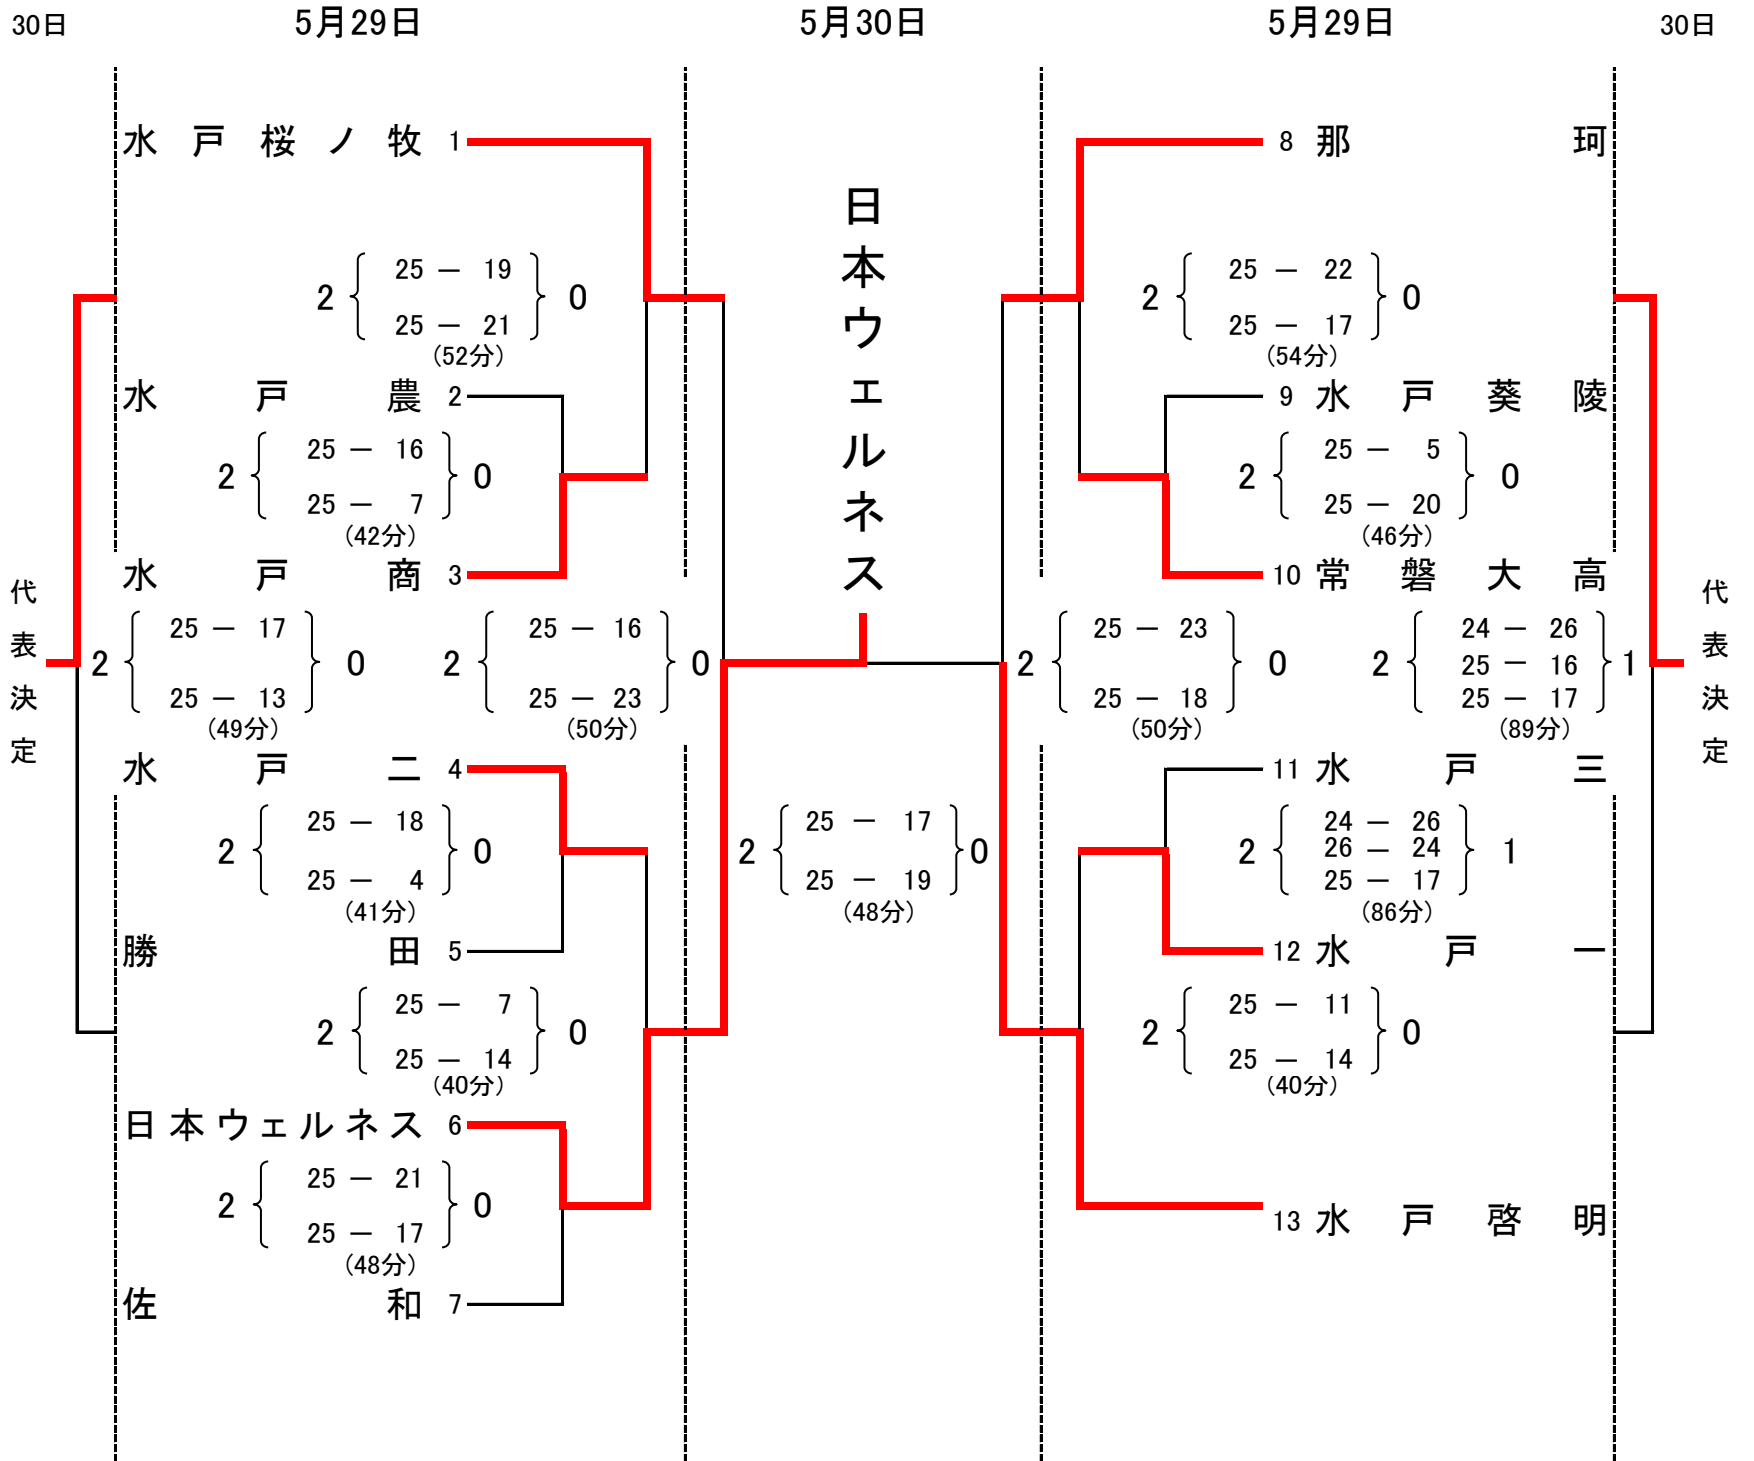 30日 5月29日 5月30日 5月29日 30日
水戸桜ノ牧 1
8 那珂
日本ウェルネス
2 25 — 19 0
25 — 21
(52分)
2 25 — 22 0
25 — 17
(54分)
水戸農 2
9 水戸葵陵
2 25 — 16 0
25 — 7
(42分)
2 25 — 5 0
25 — 20
(46分)
水戸商 3
10 常磐大高
代表決定
2 25 — 17 0
25 — 13
(49分)
2 25 — 16 0
25 — 23
(50分)
2 25 — 23 0
25 — 18
(50分)
2 24 — 26 1
25 — 16
25 — 17
(89分)
代表決定
水戸二 4
11 水戸三
2 25 — 18 0
25 — 4
(41分)
2 25 — 17 0
25 — 19
(48分)
2 24 — 26 1
26 — 24
25 — 17
(86分)
勝田 5
12 水戸一
2 25 — 7 0
25 — 14
(40分)
2 25 — 11 0
25 — 14
(40分)
日本ウェルネス 6
2 25 — 21 0
25 — 17
(48分)
13 水戸啓明
佐和 7